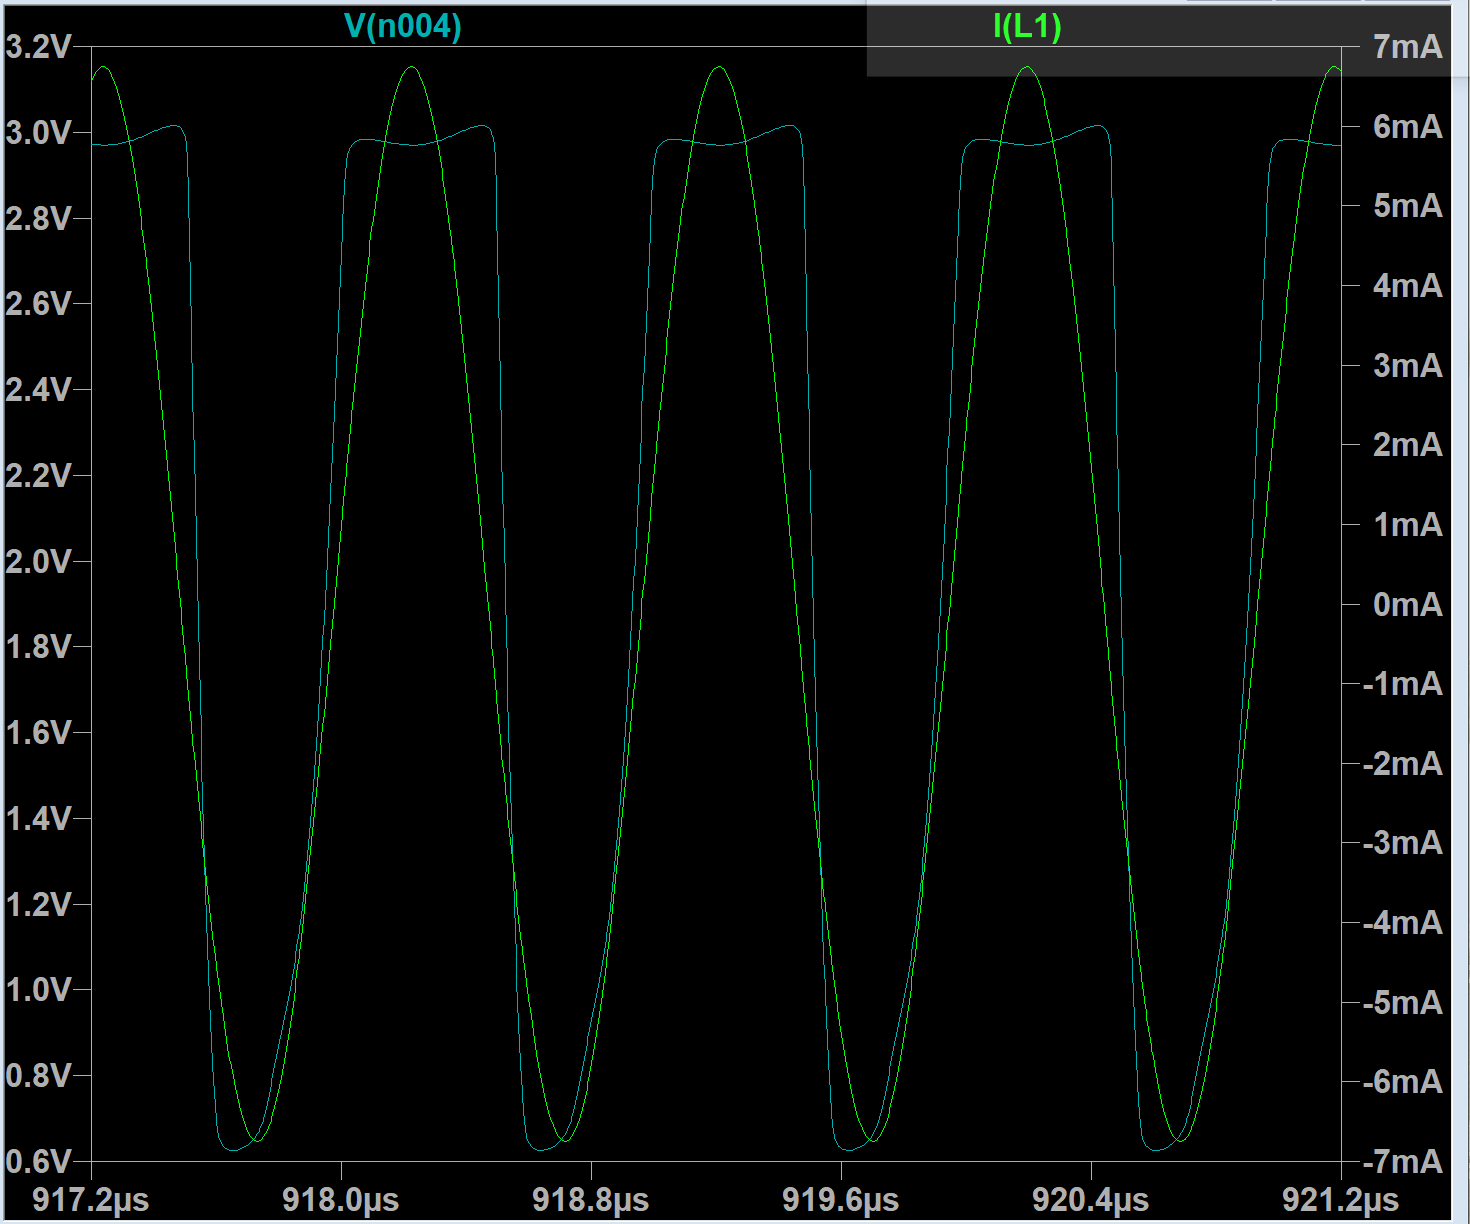 V(n004) I(L1)
3.2V 7mA
3.0V 6mA
2.8V 5mA
2.6V 4mA
2.4V 3mA
2.2V 2mA
2.0V 1mA
1.8V 0mA
1.6V -1mA
1.4V -2mA
1.2V -3mA
1.0V -4mA
0.8V -5mA
0.6V -6mA
-7mA
917.2µs 918.0µs 918.8µs 919.6µs 920.4µs 921.2µs